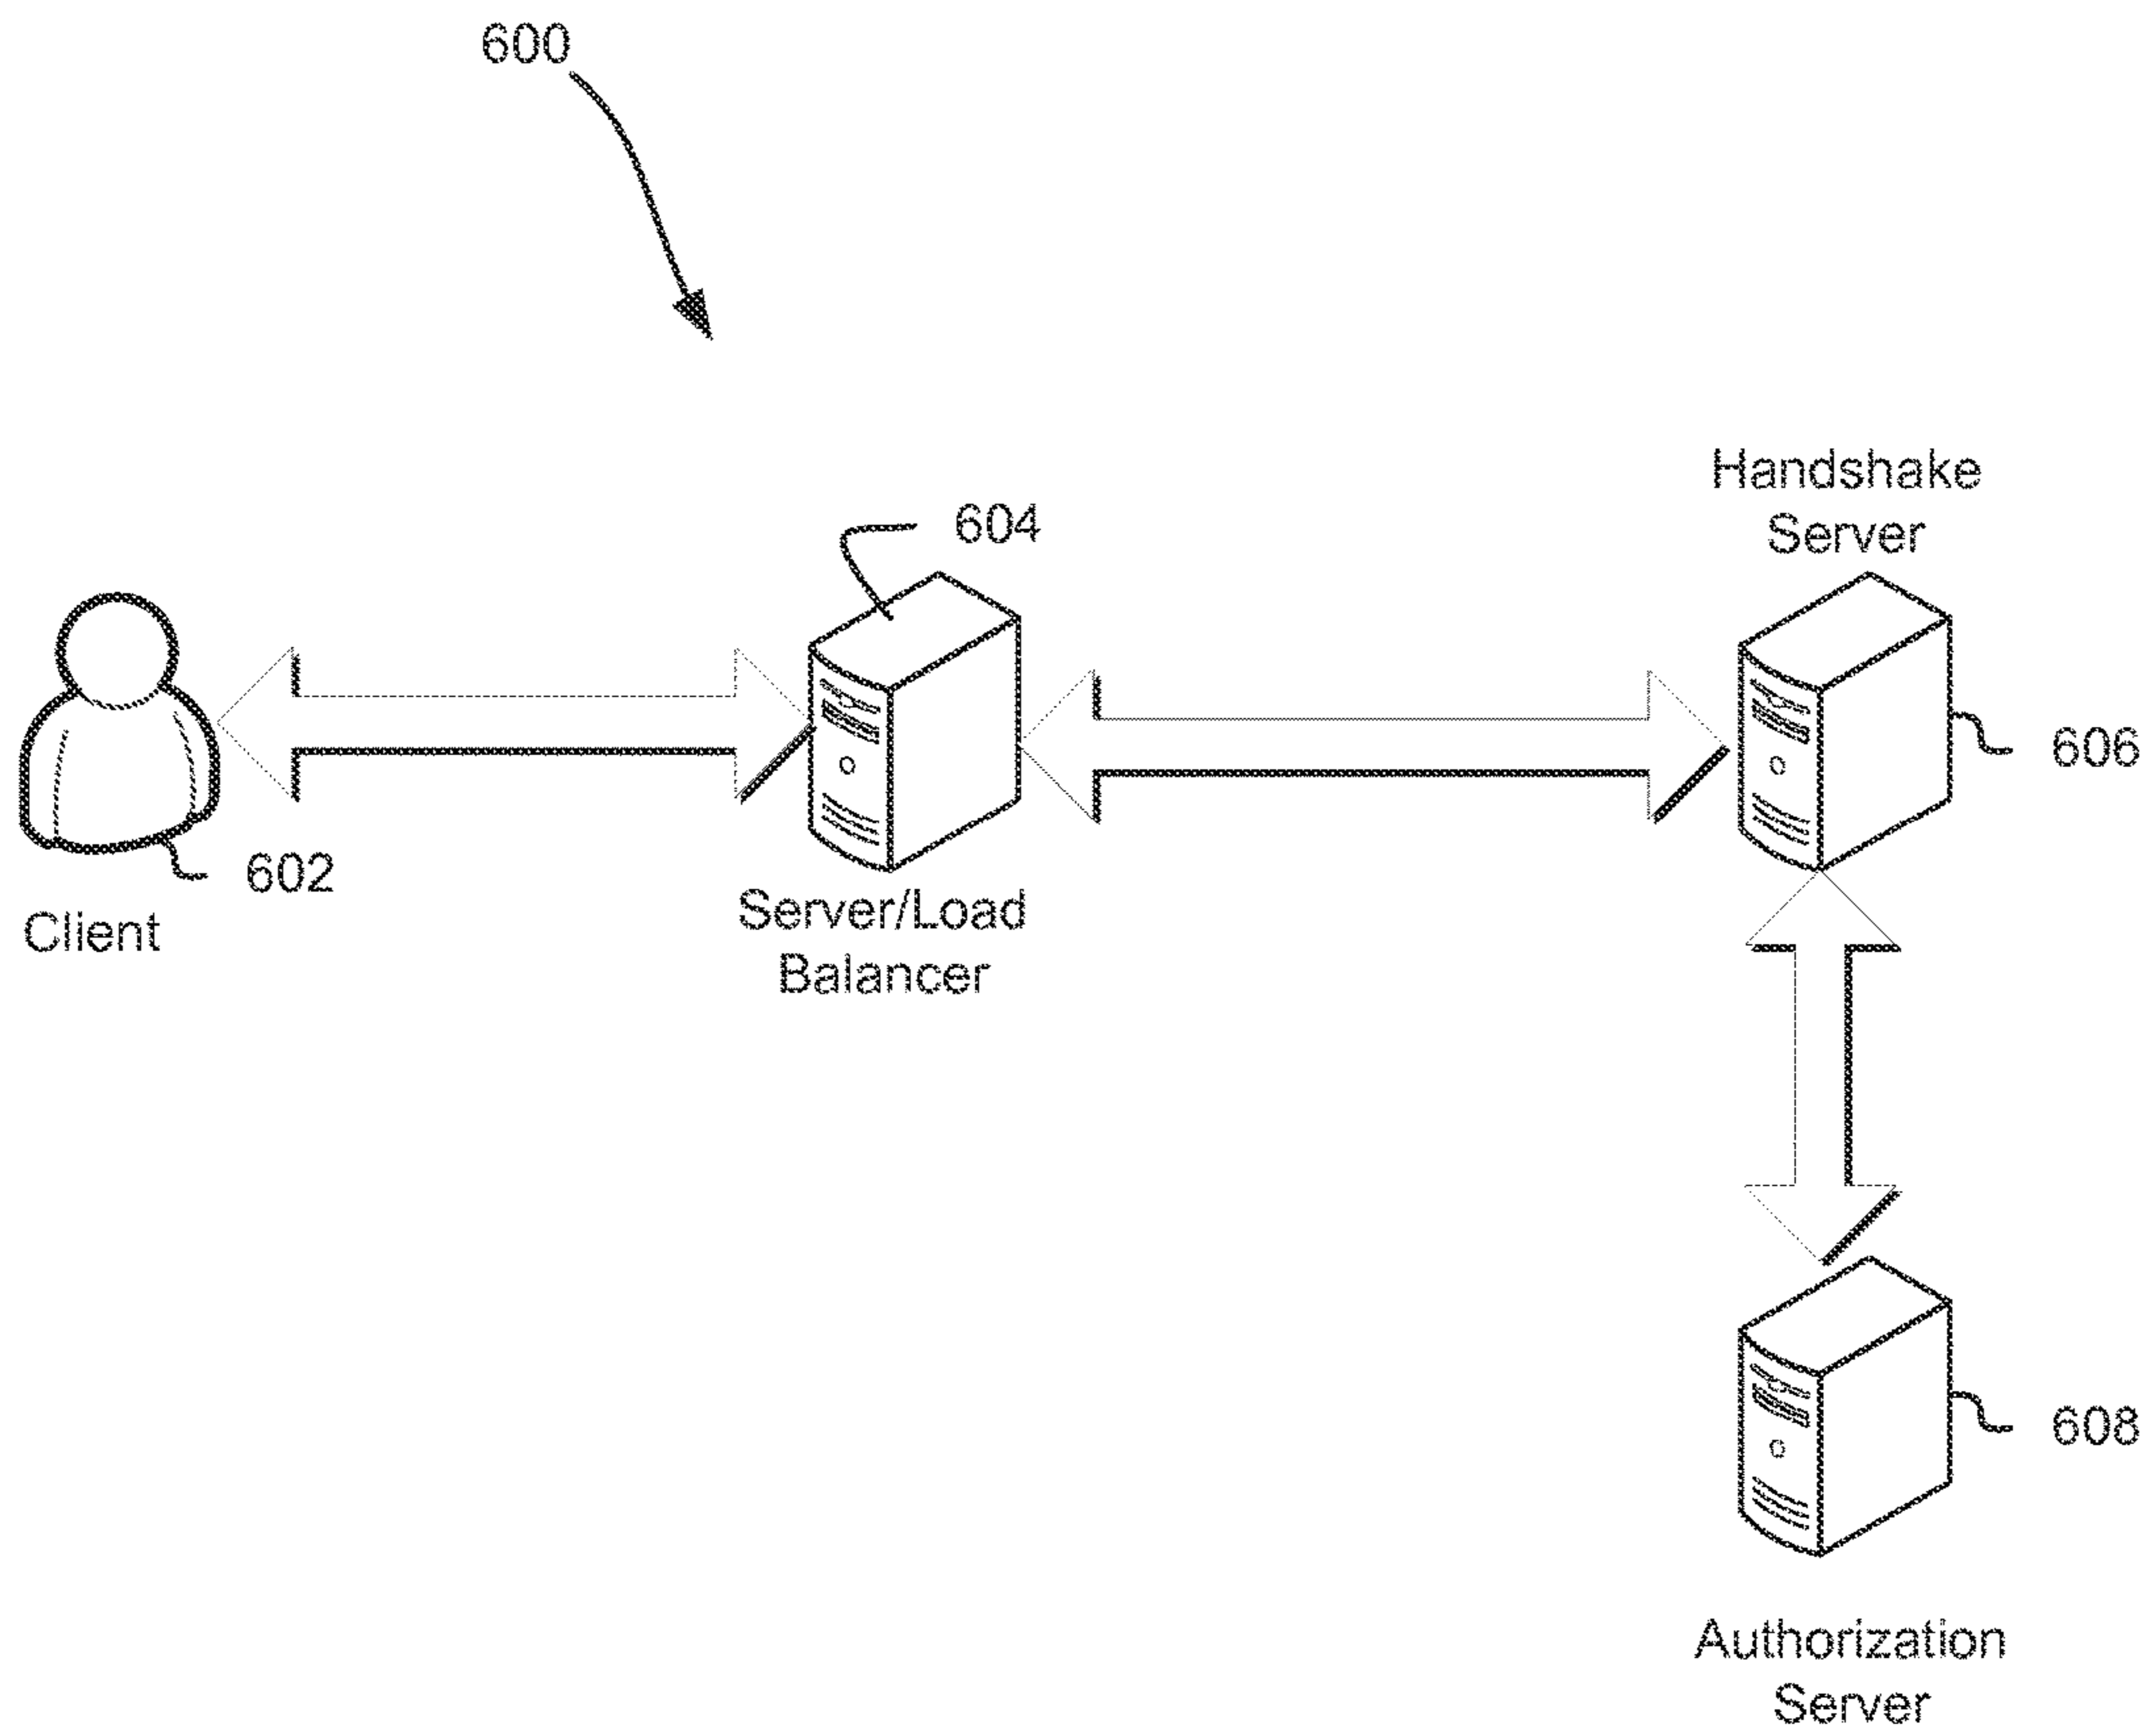 600
Handshake
Server
604
606
602
Client
Server/Load
Balancer
608
Authorization
Server